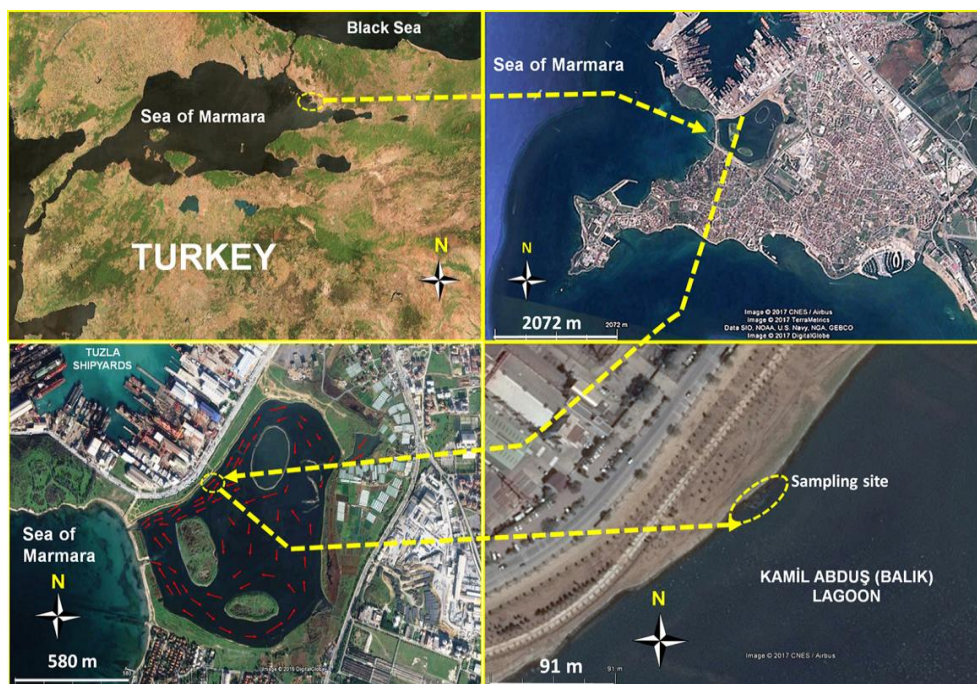 Black Sea
Sea of Marmara
TURKEY
N
Sea of Marmara
N
2072 m
2072 m
Image © 2017 CNES / Airbus
Image © 2017 TerraMetrics
Data SIO, NOAA, U.S. Navy, NGA, GEBCO
Image © 2017 DigitalGlobe
TUZLA
SHIPYARDS
Sea of
Marmara
N
580 m
Sampling site
KAMİL ABDUŞ (BALIK)
LAGOON
N
91 m
91 m
Image © 2017 CNES / Airbus